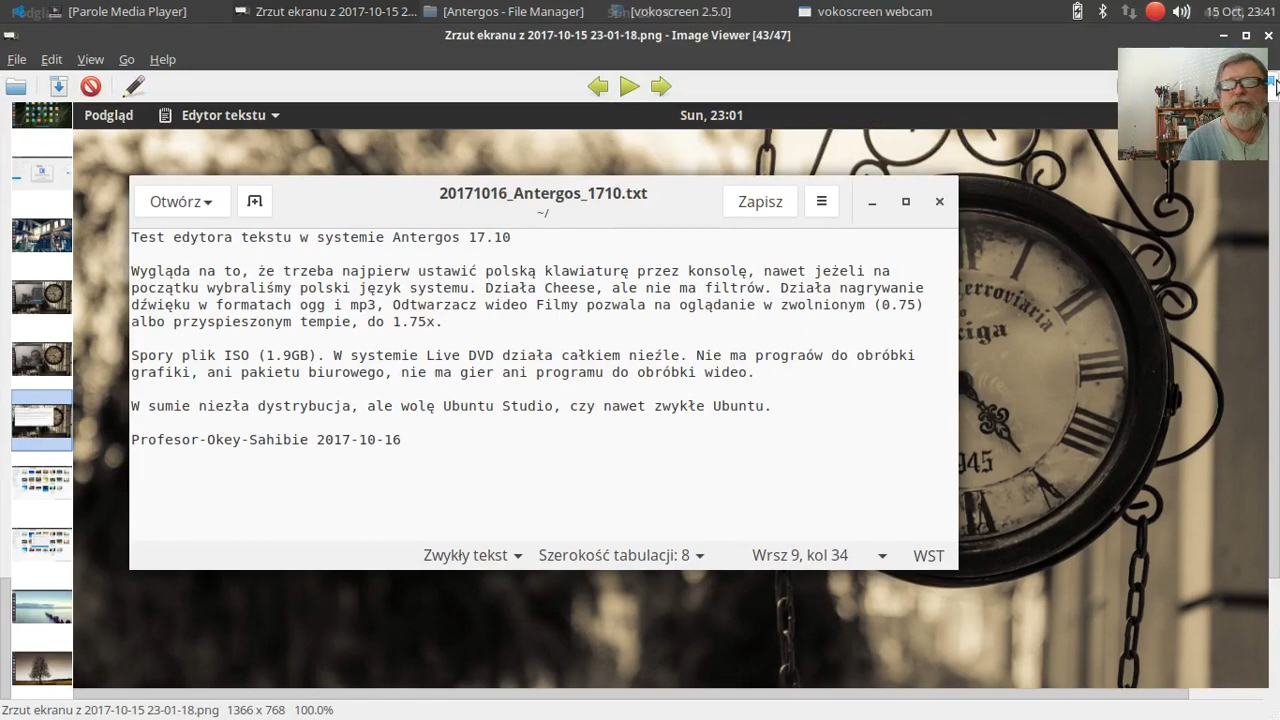 [Parole Media Player]
Zrzut ekranu z 2017-10-15 2...
[Antergos - File Manager]
[vokoscreen 2.5.0]
vokoscreen webcam
15 Oct, 23:41
Zrzut ekranu z 2017-10-15 23-01-18.png - Image Viewer [43/47]
File Edit View Go Help
Podgląd Edytor tekstu Sun, 23:01
Otwórz 20171016_Antergos_1710.txt Zapisz
~/
Test edytora tekstu w systemie Antergos 17.10
Wygląda na to, że trzeba najpierw ustawić polską klawiaturę przez konsolę, nawet jeżeli na
początku wybraliśmy polski język systemu. Działa Cheese, ale nie ma filtrów. Działa nagrywanie
dźwięku w formatach ogg i mp3, Odtwarzacz wideo Filmy pozwala na oglądanie w zwolnionym (0.75)
albo przyspieszonym tempie, do 1.75x.
Spory plik ISO (1.9GB). W systemie Live DVD działa całkiem nieźle. Nie ma prograów do obróbki
grafiki, ani pakietu biurowego, nie ma gier ani programu do obróbki wideo.
W sumie niezła dystrybucja, ale wolę Ubuntu Studio, czy nawet zwykłe Ubuntu.
Profesor-Okey-Sahibie 2017-10-16
Zwykły tekst Szerokość tabulacji: 8 Wrsz 9, kol 34 WST
erroviaria
iga
945
Zrzut ekranu z 2017-10-15 23-01-18.png 1366 x 768 100.0%